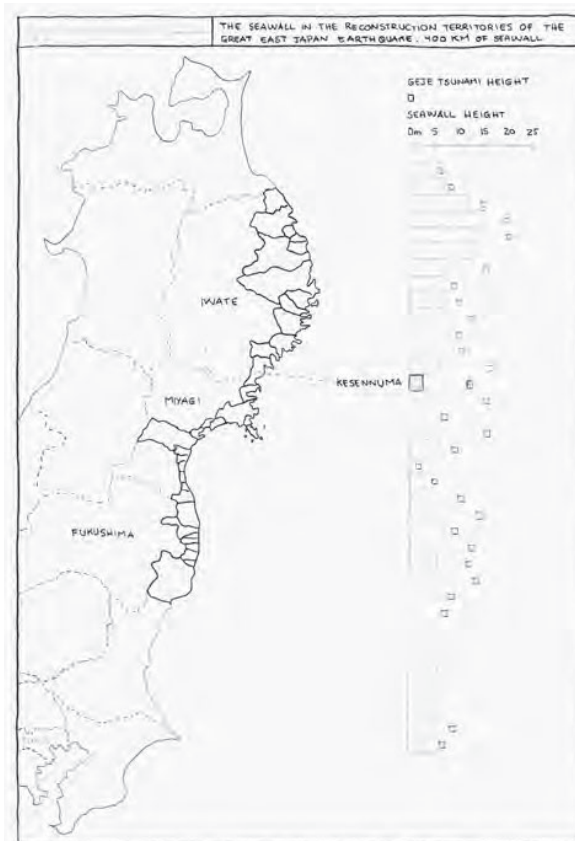 THE SEAWALL IN THE RECONSTRUCTION TERRITORIES OF THE
GREAT EAST JAPAN EARTHQUAKE. 400 KM OF SEAWALL
GEJE TSUNAMI HEIGHT
SEAWALL HEIGHT
0m 5 10 15 20 25
IWATE
KESENNUMA
MIYAGI
FUKUSHIMA